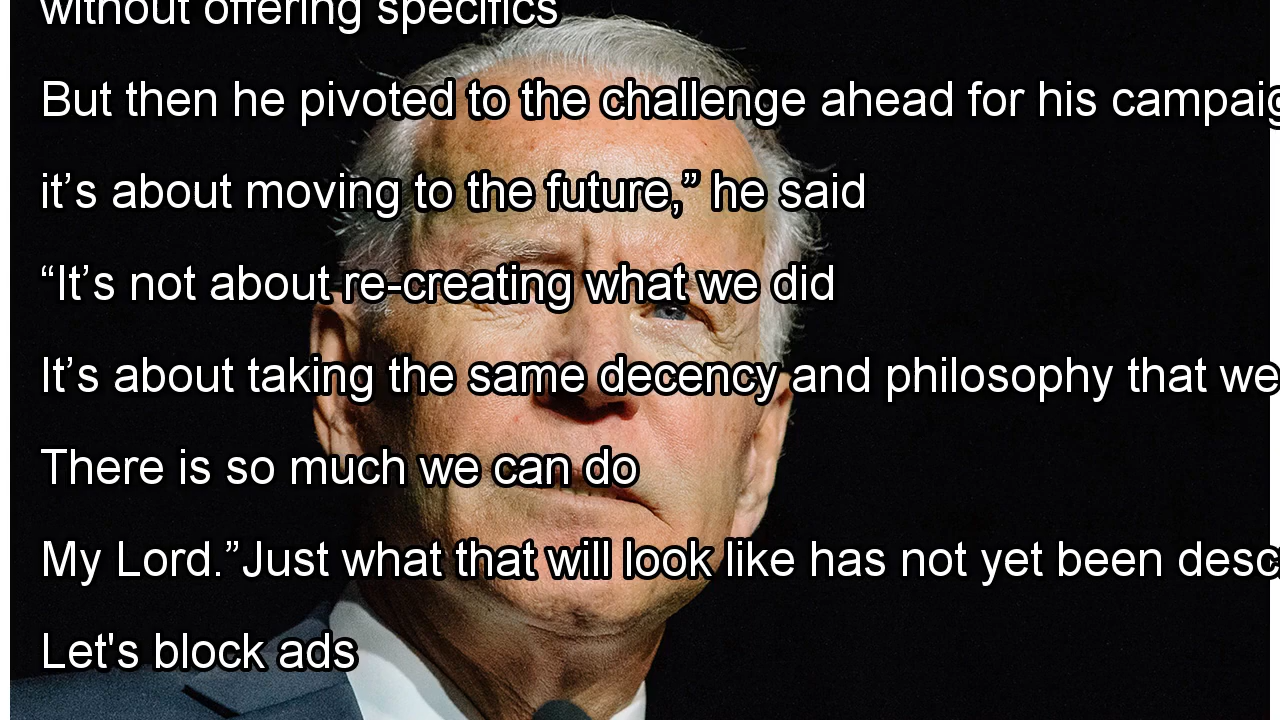 without offering specifics
But then he pivoted to the challenge ahead for his
it’s about moving to the future,” he said
“It’s not about re-creating what we did
It’s about taking the same decency and philosophy that we
There is so much we can do
My Lord.”Just what that will look like has not yet been
Let's block ads